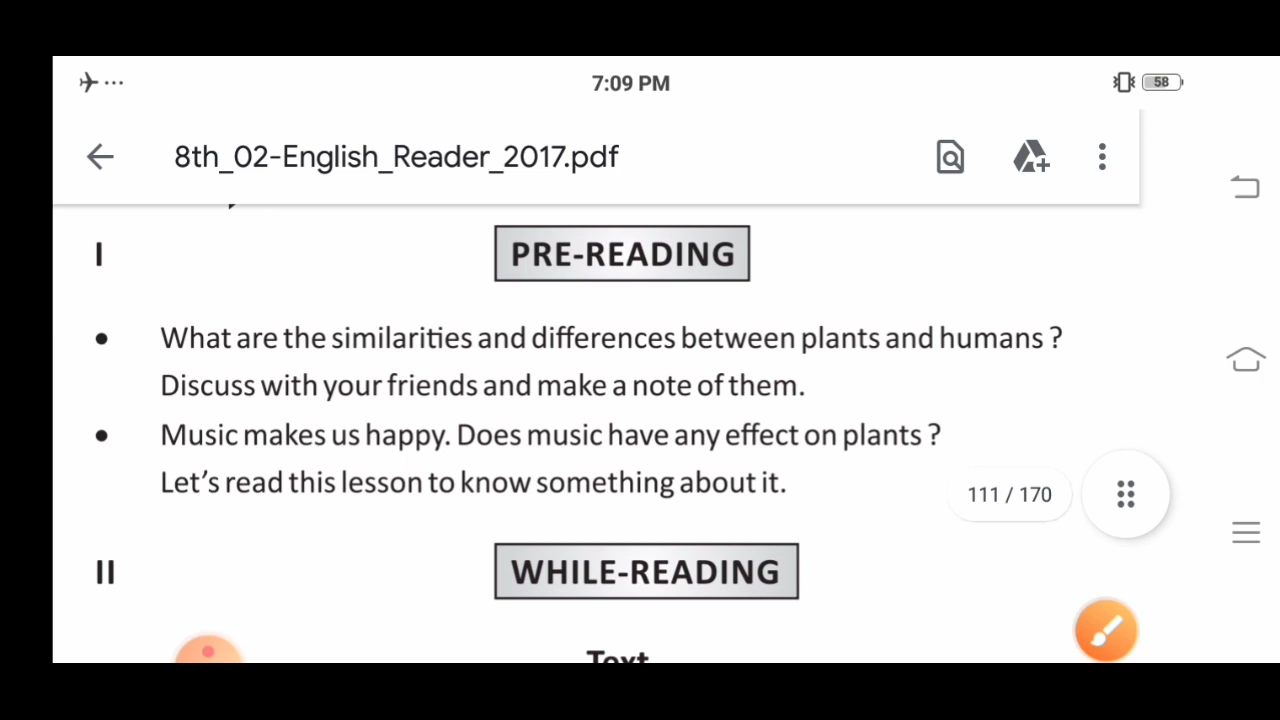 7:09 PM
58
8th_02-English_Reader_2017.pdf
I
PRE-READING
• What are the similarities and differences between plants and humans ?
Discuss with your friends and make a note of them.
• Music makes us happy. Does music have any effect on plants ?
Let's read this lesson to know something about it.
111 / 170
II
WHILE-READING
Text